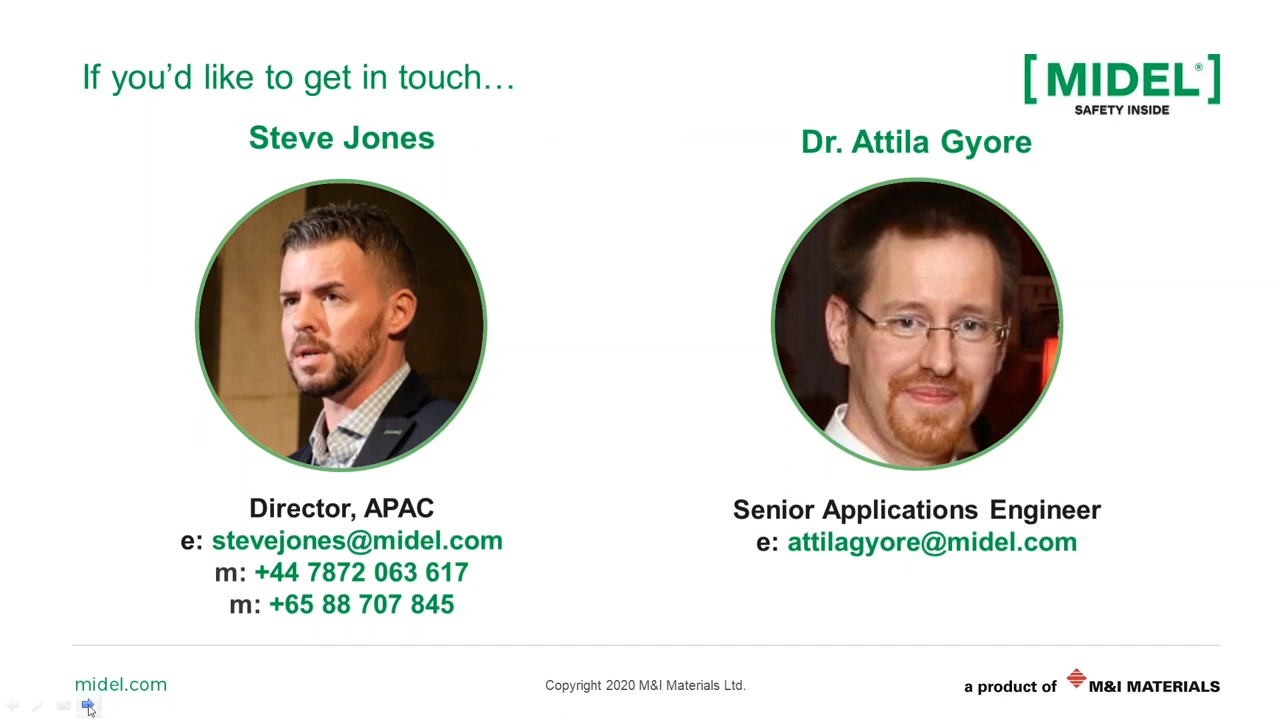 If you’d like to get in touch…
[MIDEL®]
SAFETY INSIDE
Steve Jones
Dr. Attila Gyore
Director, APAC
e: stevejones@midel.com
m: +44 7872 063 617
m: +65 88 707 845
Senior Applications Engineer
e: attilagyore@midel.com
midel.com
Copyright 2020 M&I Materials Ltd.
a product of M&I MATERIALS